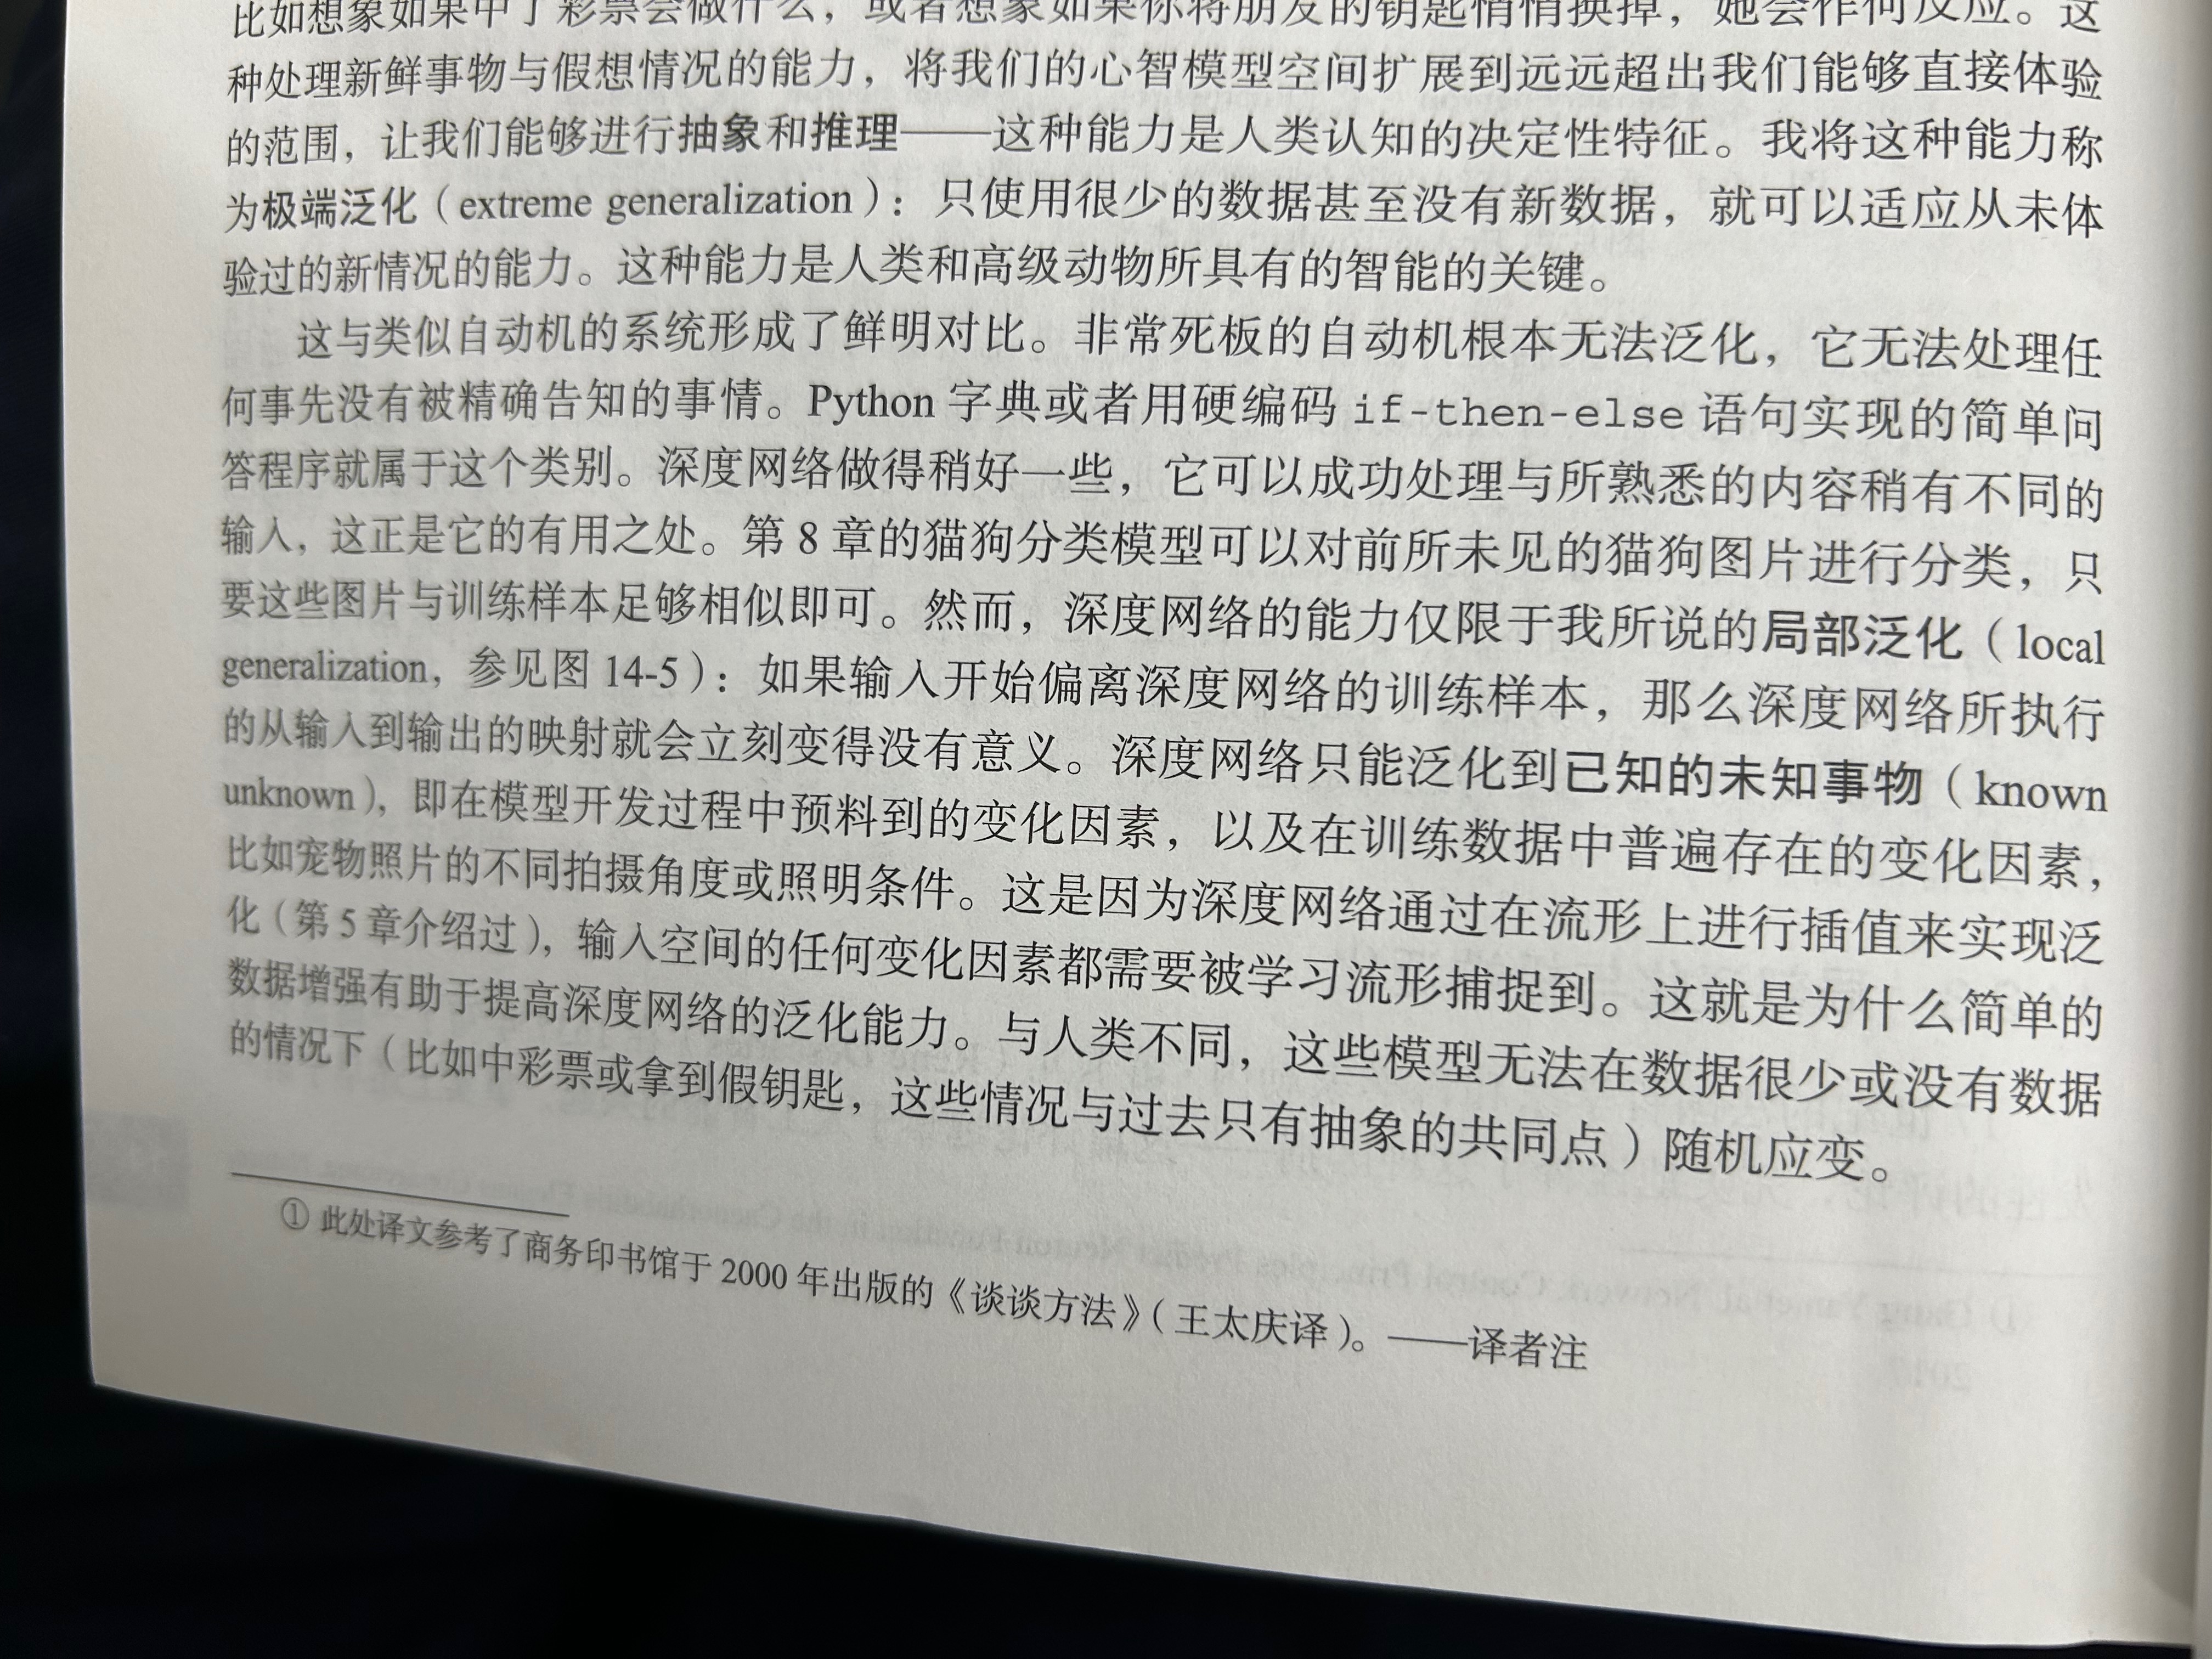 比如想象如果中了彩票会做什么，或者想象如果你将朋友的钥匙悄悄换掉，她会作何反应。这
种处理新鲜事物与假想情况的能力，将我们的心智模型空间扩展到远远超出我们能够直接体验
的范围，让我们能够进行抽象和推理——这种能力是人类认知的决定性特征。我将这种能力称
为极端泛化（extreme generalization）：只使用很少的数据甚至没有新数据，就可以适应从未体
验过的新情况的能力。这种能力是人类和高级动物所具有的智能的关键。
这与类似自动机的系统形成了鲜明对比。非常死板的自动机根本无法泛化，它无法处理任
何事先没有被精确告知的事情。Python 字典或者用硬编码 if-then-else 语句实现的简单问
答程序就属于这个类别。深度网络做得稍好一些，它可以成功处理与所熟悉的内容稍有不同的
输入，这正是它的有用之处。第 8 章的猫狗分类模型可以对前所未见的猫狗图片进行分类，只
要这些图片与训练样本足够相似即可。然而，深度网络的能力仅限于我所说的局部泛化（local
generalization，参见图 14-5）：如果输入开始偏离深度网络的训练样本，那么深度网络所执行
的从输入到输出的映射就会立刻变得没有意义。深度网络只能泛化到已知的未知事物（known
unknown），即在模型开发过程中预料到的变化因素，以及在训练数据中普遍存在的变化因素，
比如宠物照片的不同拍摄角度或照明条件。这是因为深度网络通过在流形上进行插值来实现泛
化（第 5 章介绍过），输入空间的任何变化因素都需要被学习流形捕捉到。这就是为什么简单的
数据增强有助于提高深度网络的泛化能力。与人类不同，这些模型无法在数据很少或没有数据
的情况下（比如中彩票或拿到假钥匙，这些情况与过去只有抽象的共同点）随机应变。
① 此处译文参考了商务印书馆于 2000 年出版的《谈谈方法》（王太庆译）。——译者注